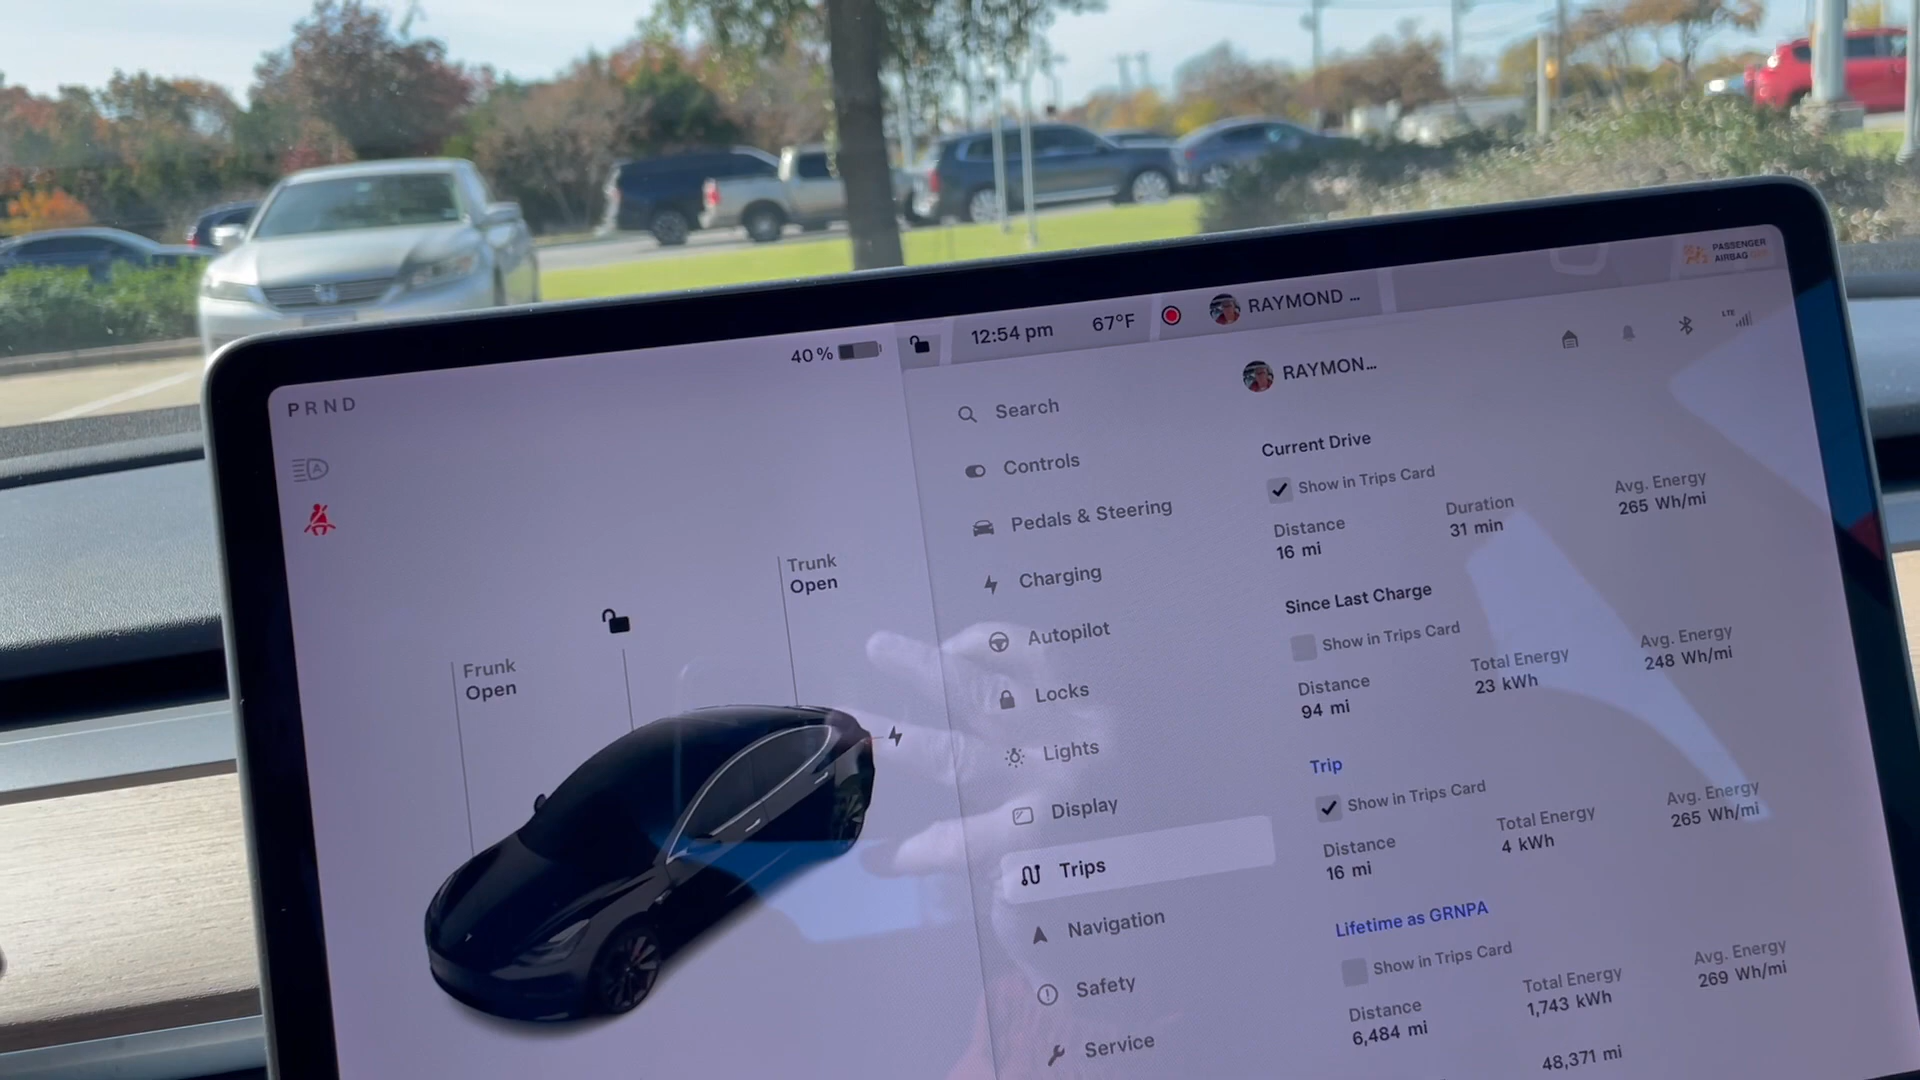 PASSENGER
AIRBAG OFF
40% 12:54 pm 67°F RAYMOND ...
PRND
RAYMON...
Trunk
Open
Frunk
Open
Search
Controls
Pedals & Steering
Charging
Autopilot
Locks
Lights
Display
Trips
Navigation
Safety
Service
LTE
Current Drive
Show in Trips Card
Distance
16 mi
Duration
31 min
Avg. Energy
265 Wh/mi
Since Last Charge
Show in Trips Card
Distance
94 mi
Total Energy
23 kWh
Avg. Energy
248 Wh/mi
Trip
Show in Trips Card
Distance
16 mi
Total Energy
4 kWh
Avg. Energy
265 Wh/mi
Lifetime as GRNPA
Show in Trips Card
Distance
6,484 mi
Total Energy
1,743 kWh
Avg. Energy
269 Wh/mi
48,371 mi